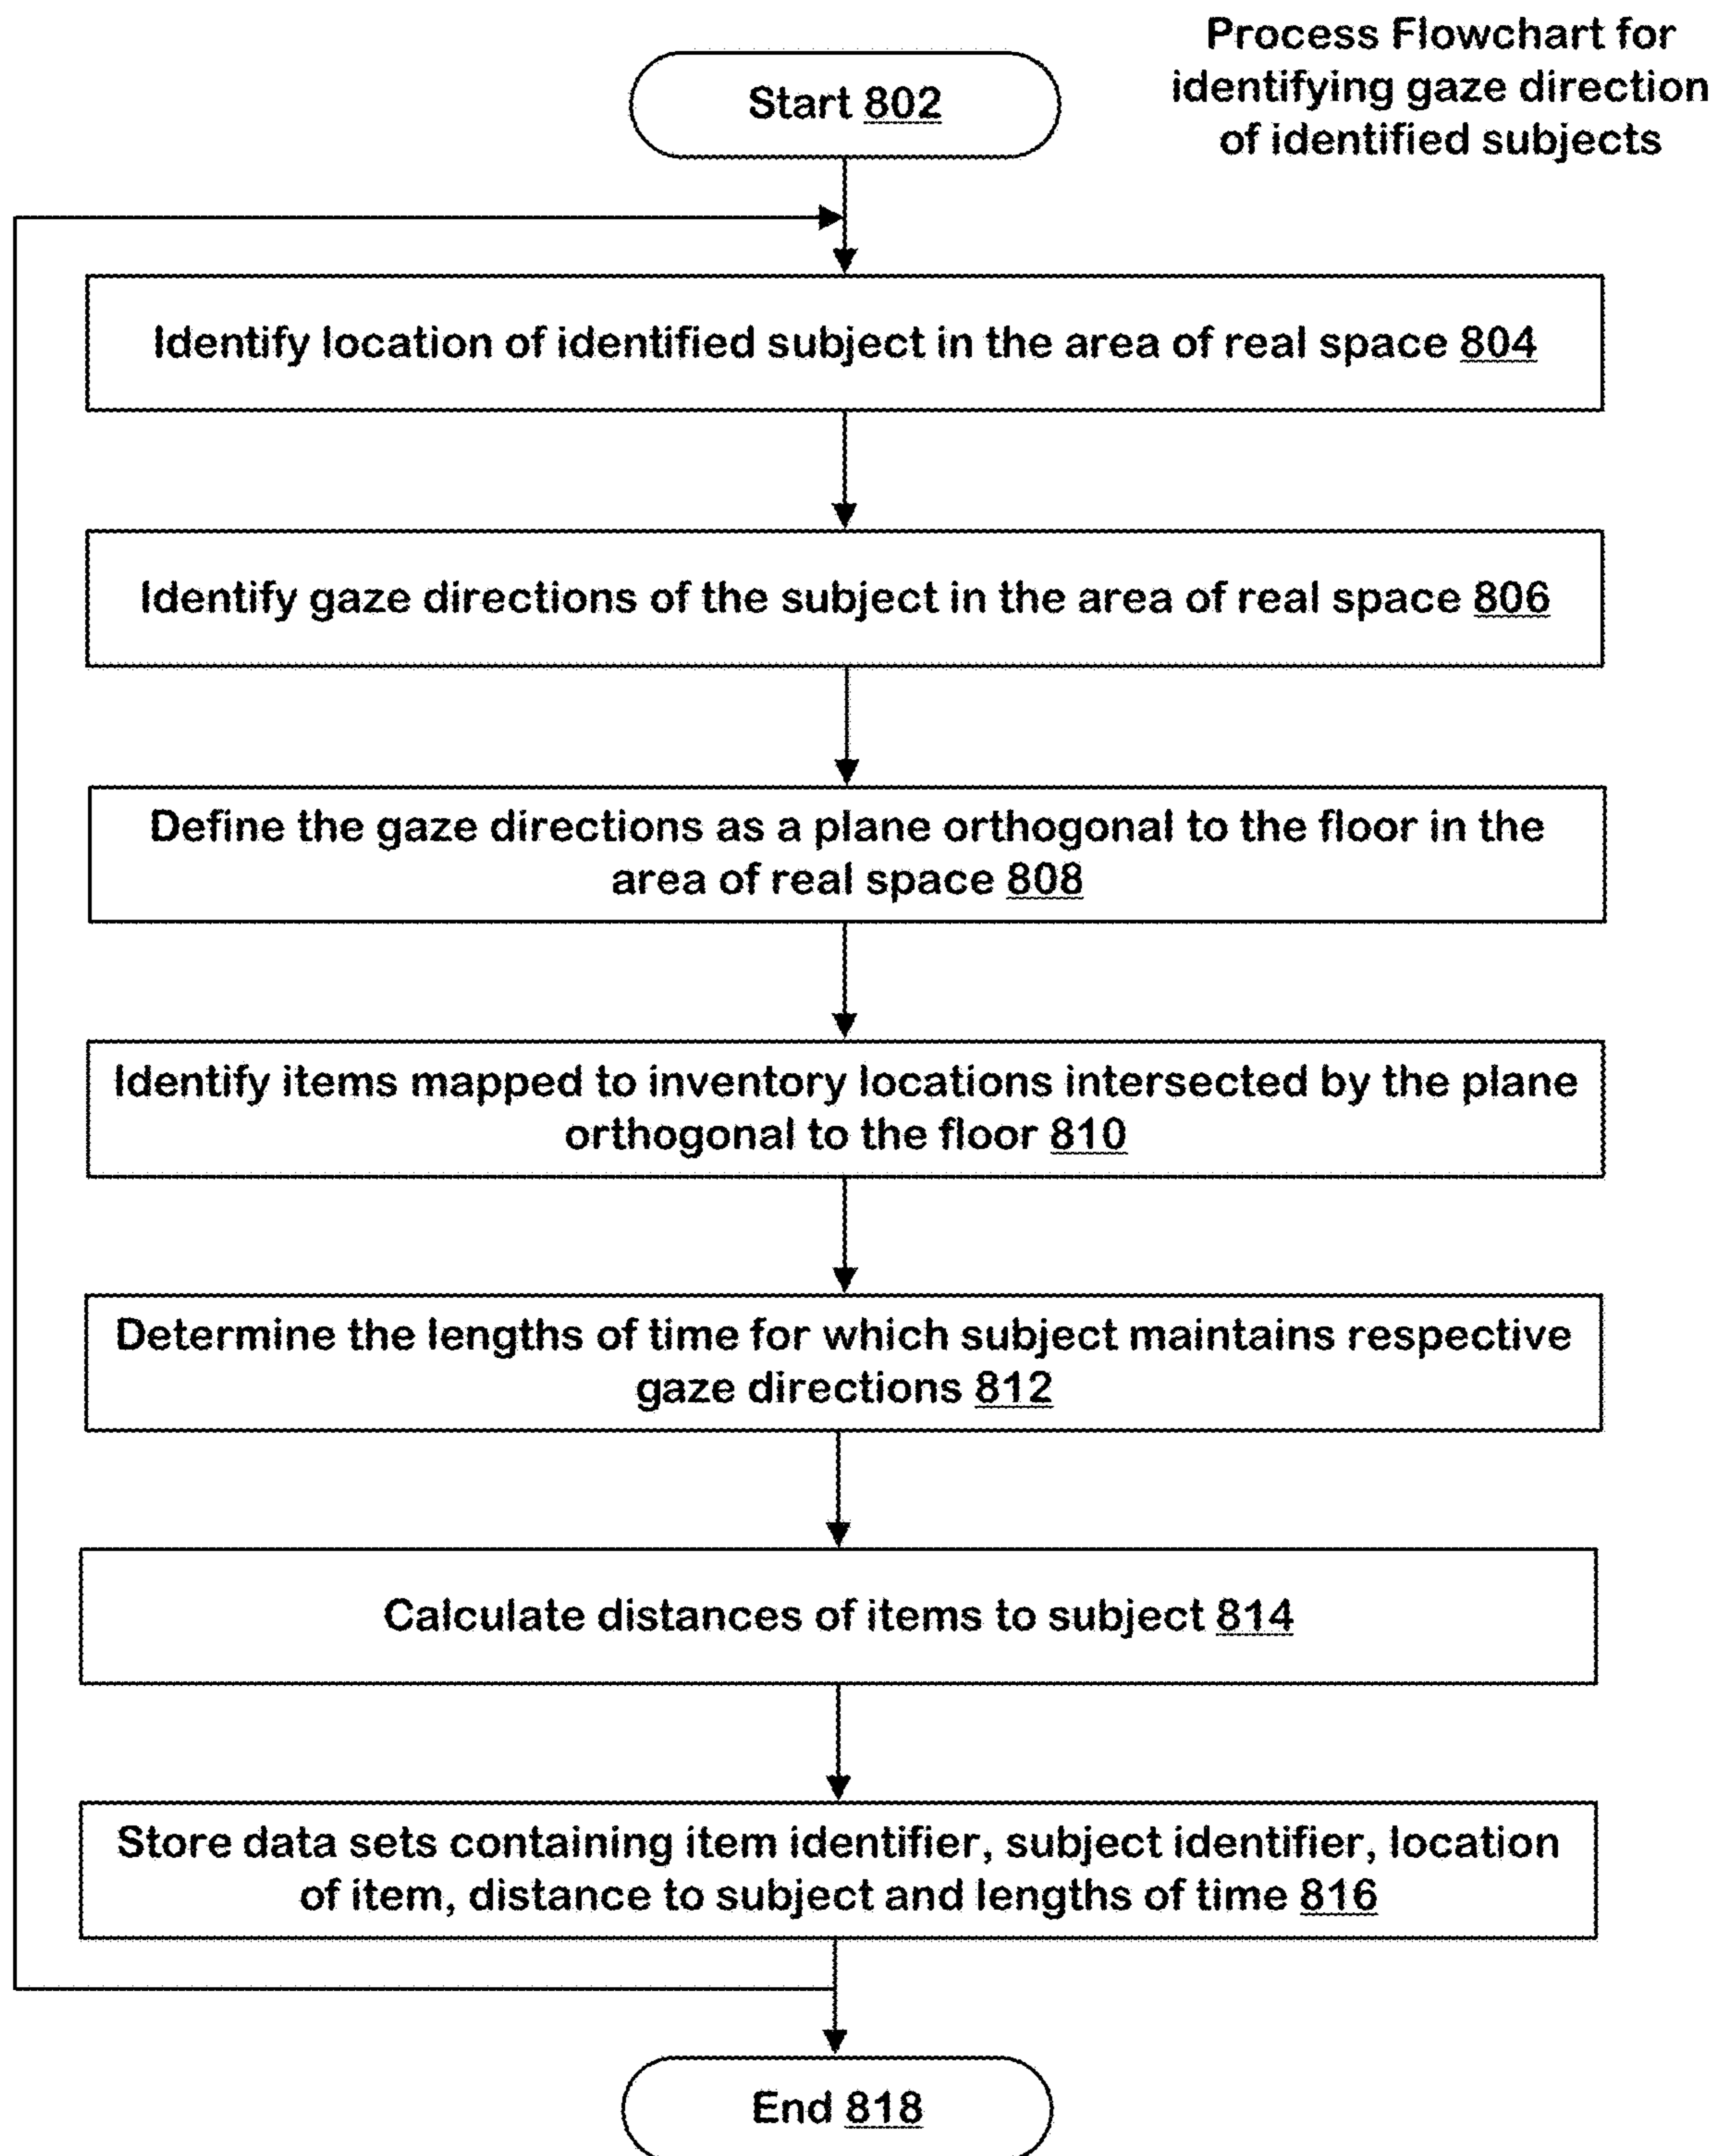 Process Flowchart for
identifying gaze direction
of identified subjects
Start 802
Identify location of identified subject in the area of real space 804
Identify gaze directions of the subject in the area of real space 806
Define the gaze directions as a plane orthogonal to the floor in the
area of real space 808
Identify items mapped to inventory locations intersected by the plane
orthogonal to the floor 810
Determine the lengths of time for which subject maintains respective
gaze directions 812
Calculate distances of items to subject 814
Store data sets containing item identifier, subject identifier, location
of item, distance to subject and lengths of time 816
End 818